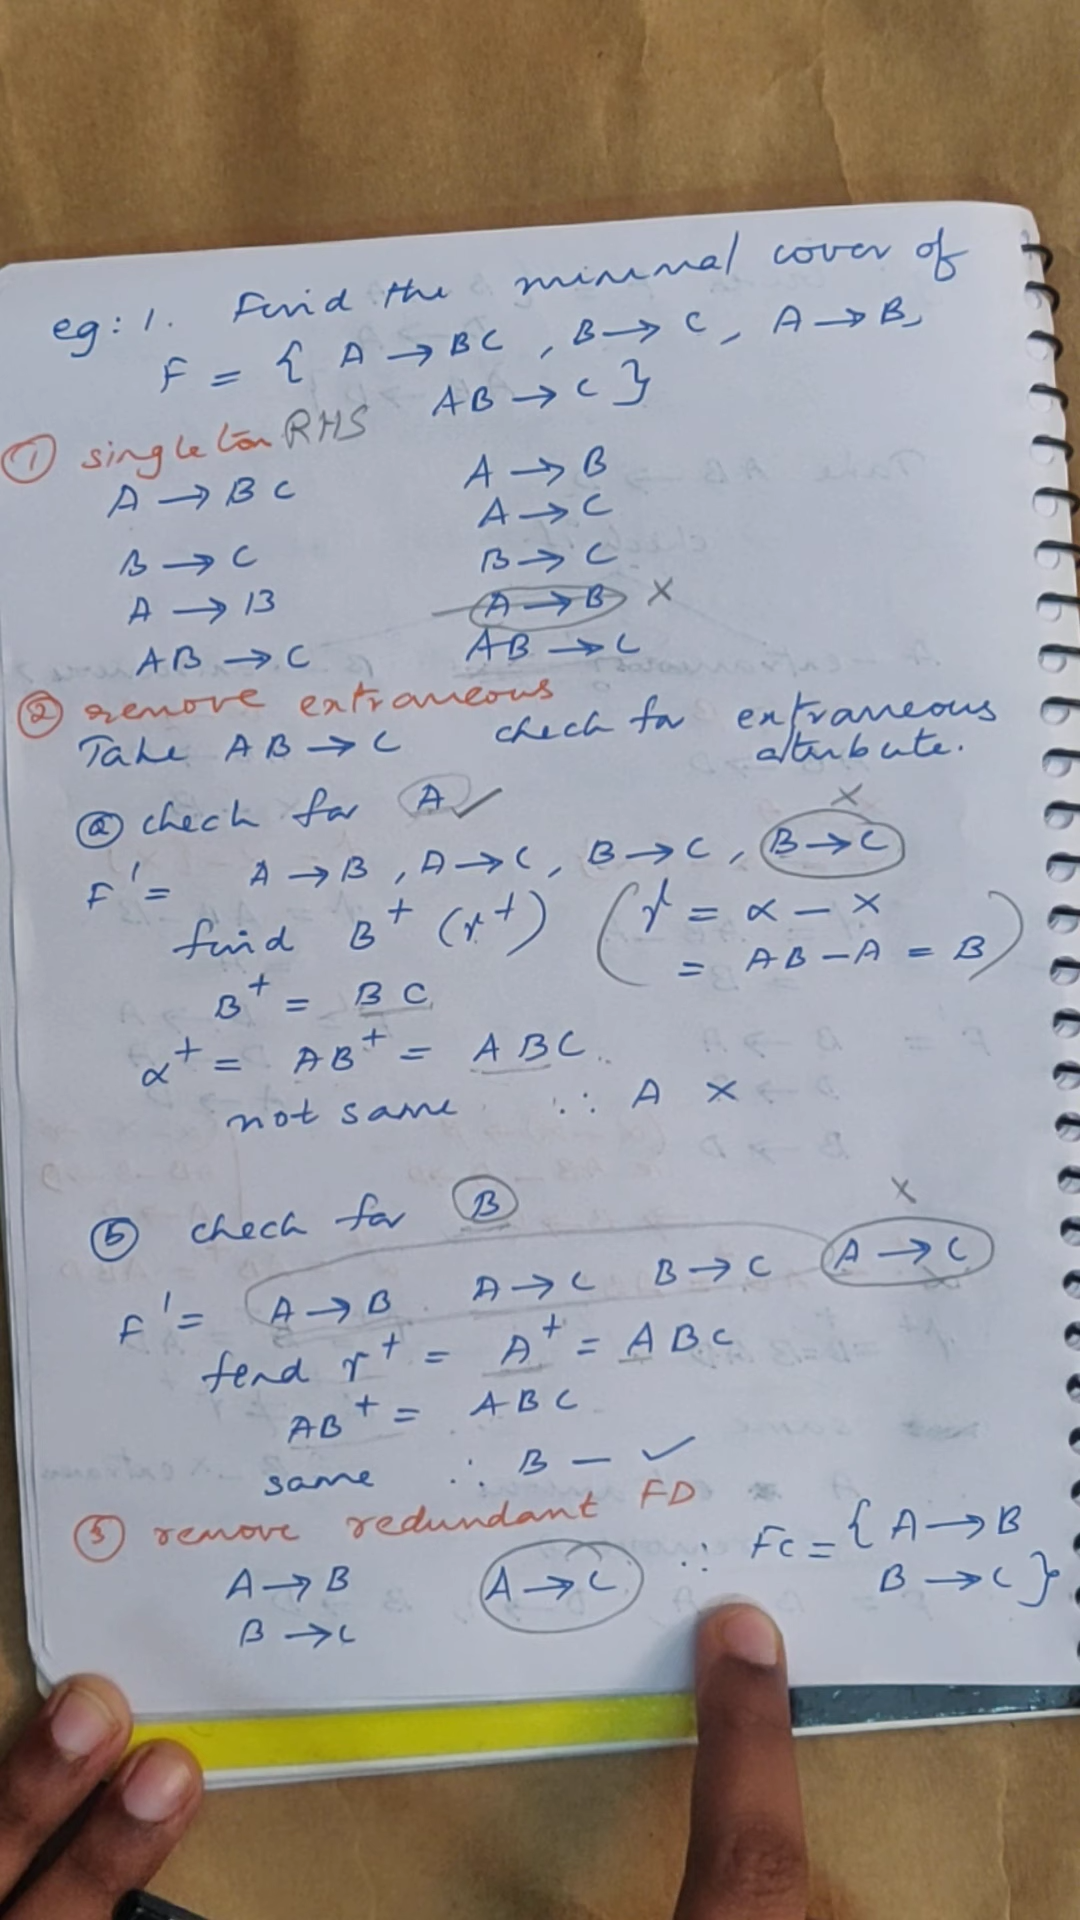 eg: 1. Find the minimal cover of
F = { A → BC , B → C , A → B,
AB → C }
① singleton RHS
A → BC    A → B
A → C
B → C    B → C
A → B    A → B ×
AB → C    AB → C
② remove extraneous
Take AB → C    check for extraneous
attribute.
ⓐ check for A ✓
×
F' = A → B , A → C , B → C , B → C
find B⁺ (γ⁺)    ( γ = α − x
= AB − A = B )
B⁺ = BC
α⁺ = AB⁺ = ABC
not same ∴ A ×
ⓑ check for B
×
F' = A → B    A → C    B → C    A → C
find γ⁺ = A⁺ = ABC
AB⁺ = ABC
same ∴ B − ✓
③ remove redundant FD
A → B    A → C    ∴ Fc = { A → B
B → C    B → C }